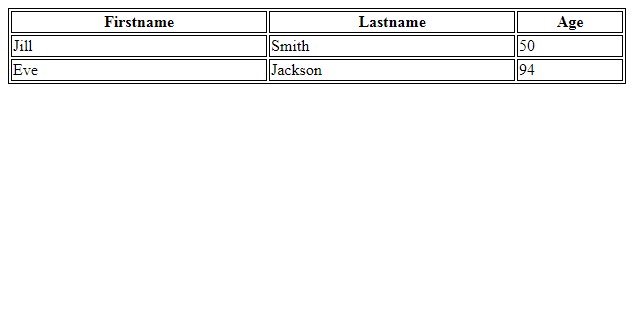 Firstname Lastname Age
Jill Smith 50
Eve Jackson 94